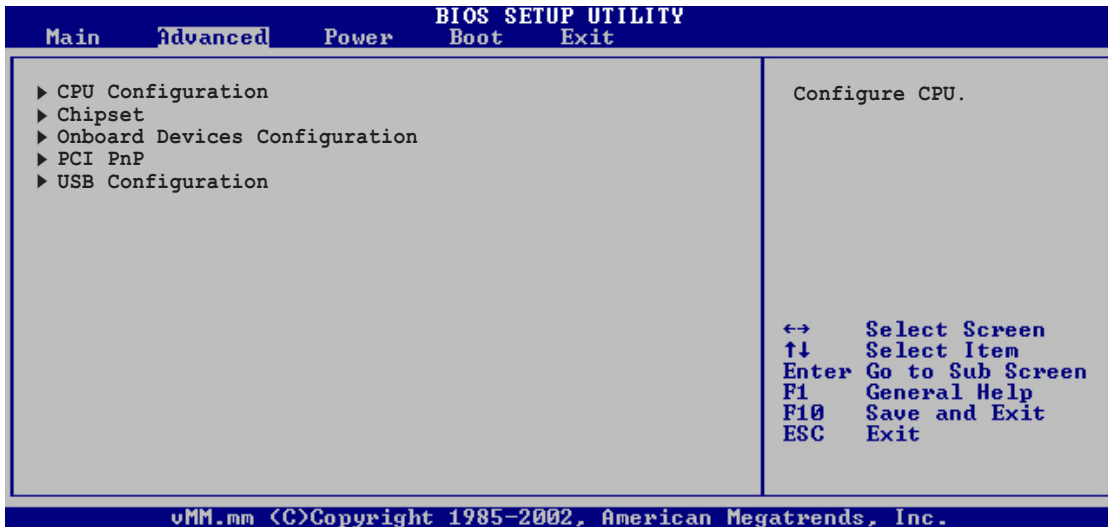 BIOS SETUP UTILITY
Main Advanced Power Boot Exit
CPU Configuration
Chipset
Onboard Devices Configuration
PCI PnP
USB Configuration
Configure CPU.
←→ Select Screen
↑↓ Select Item
Enter Go to Sub Screen
F1 General Help
F10 Save and Exit
ESC Exit
vMM.mm (C)Copyright 1985-2002, American Megatrends, Inc.